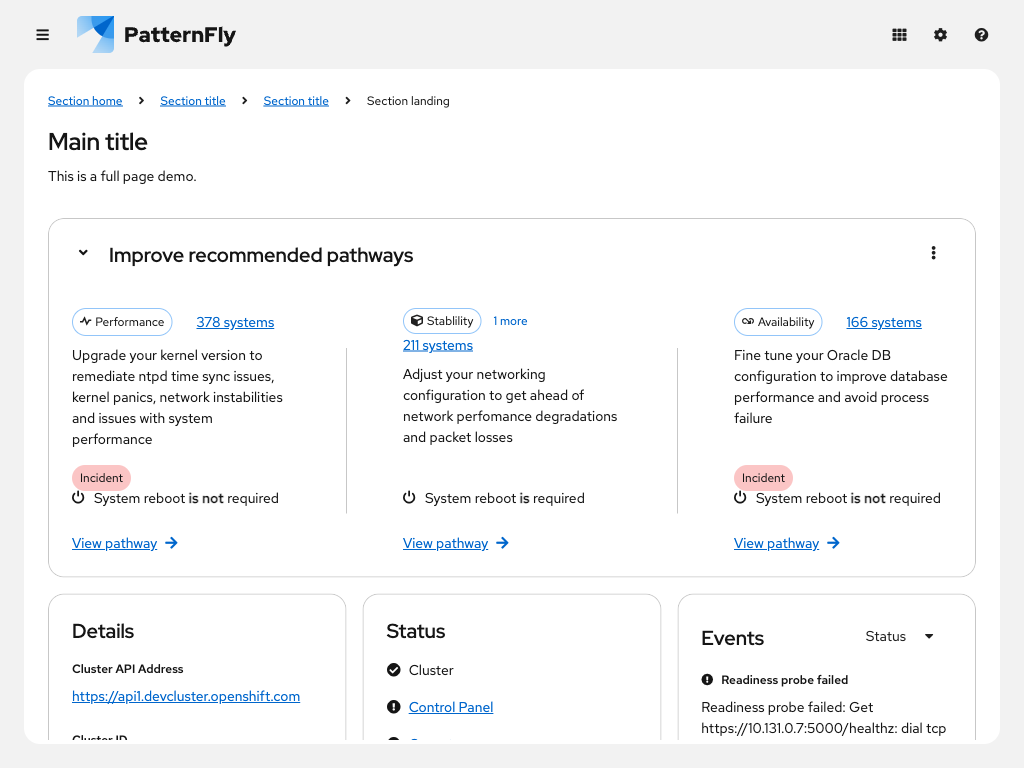 PatternFly
Section home
Section title
Section title
Section landing
Main title
This is a full page demo.
Improve recommended pathways
Performance
378 systems
Upgrade your kernel version to
remediate ntpd time sync issues,
kernel panics, network instabilities
and issues with system
performance
Incident
System reboot is not required
View pathway
Stablility
1 more
211 systems
Adjust your networking
configuration to get ahead of
network perfomance degradations
and packet losses
System reboot is required
View pathway
Availability
166 systems
Fine tune your Oracle DB
configuration to improve database
performance and avoid process
failure
Incident
System reboot is not required
View pathway
Details
Cluster API Address
https://api1.devcluster.openshift.com
Cluster ID
Status
Cluster
Control Panel
Events
Status
Readiness probe failed
Readiness probe failed: Get
https://10.131.0.7:5000/healthz: dial tcp